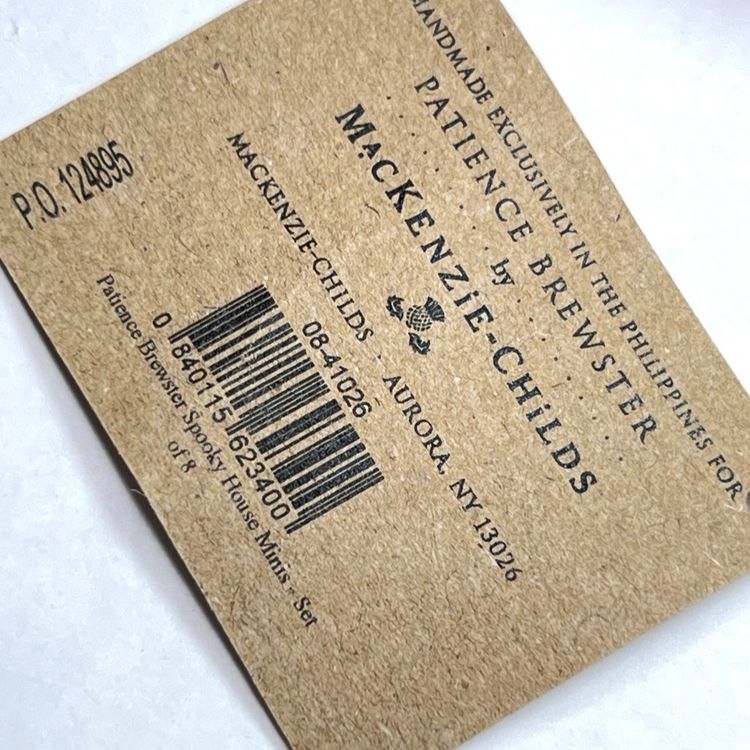 HANDMADE EXCLUSIVELY IN THE PHILIPPINES FOR
PATIENCE BREWSTER
by
MACKENZiE-CHiLDS
MACKENZIE-CHILDS · AURORA, NY 13026
08-41026
0 840115 623400
Patience Brewster Spooky House Minis - Set
of 8
P.O. 124895